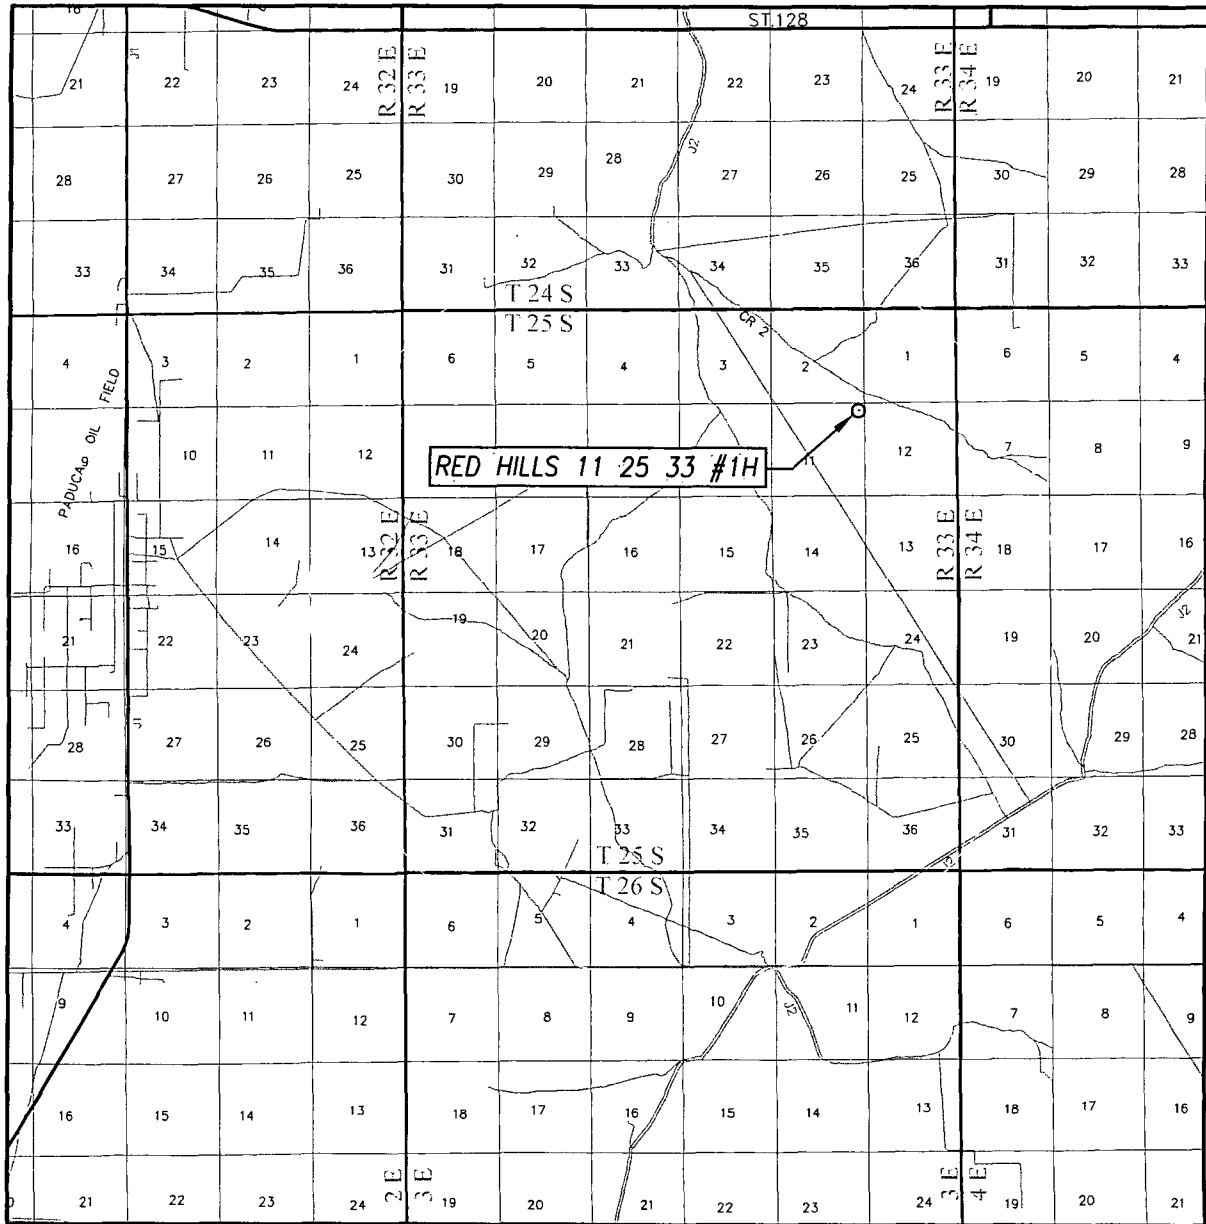 18
ST.128
J1
21 22 23 24 R 32 E R 33 E 19 20 21 22 23 24 R 33 E R 34 E 19 20 21
J2
28 27 26 25 30 29 28 27 26 25 30 29 28
33 34 35 36 31 32 33 34 35 36 31 32 33
T 24 S
T 25 S
CR 2
4 3 2 1 6 5 4 3 2 1 6 5 4
PADUCAH OIL FIELD
10 11 12 11 12 7 8 9
RED HILLS 11 25 33 #1H
16 15 14 13 R 32 E R 33 E 18 17 16 15 14 13 R 33 E R 34 E 18 17 16
J2
21 22 23 24 19 20 21 22 23 24 19 20 21
J1
28 27 26 25 30 29 28 27 26 25 30 29 28
33 34 35 36 31 32 33 34 35 36 31 32 33
T 25 S
T 26 S
4 3 2 1 6 5 4 3 2 1 6 5 4
9 10 11 12 7 8 9 10 J2 11 12 7 8 9
16 15 14 13 18 17 16 15 14 13 18 17 16
21 22 23 24 2 E 3 E 19 20 21 22 23 24 3 E 4 E 19 20 21